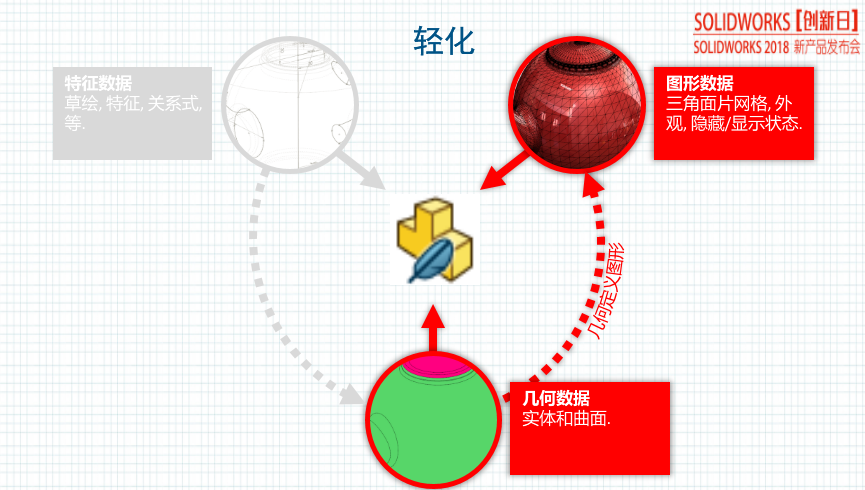 轻化
SOLIDWORKS【创新日】
SOLIDWORKS 2018 新产品发布会
特征数据
草绘, 特征, 关系式,
等.
图形数据
三角面片网格, 外
观, 隐藏/显示状态.
几何定义图形
几何数据
实体和曲面.